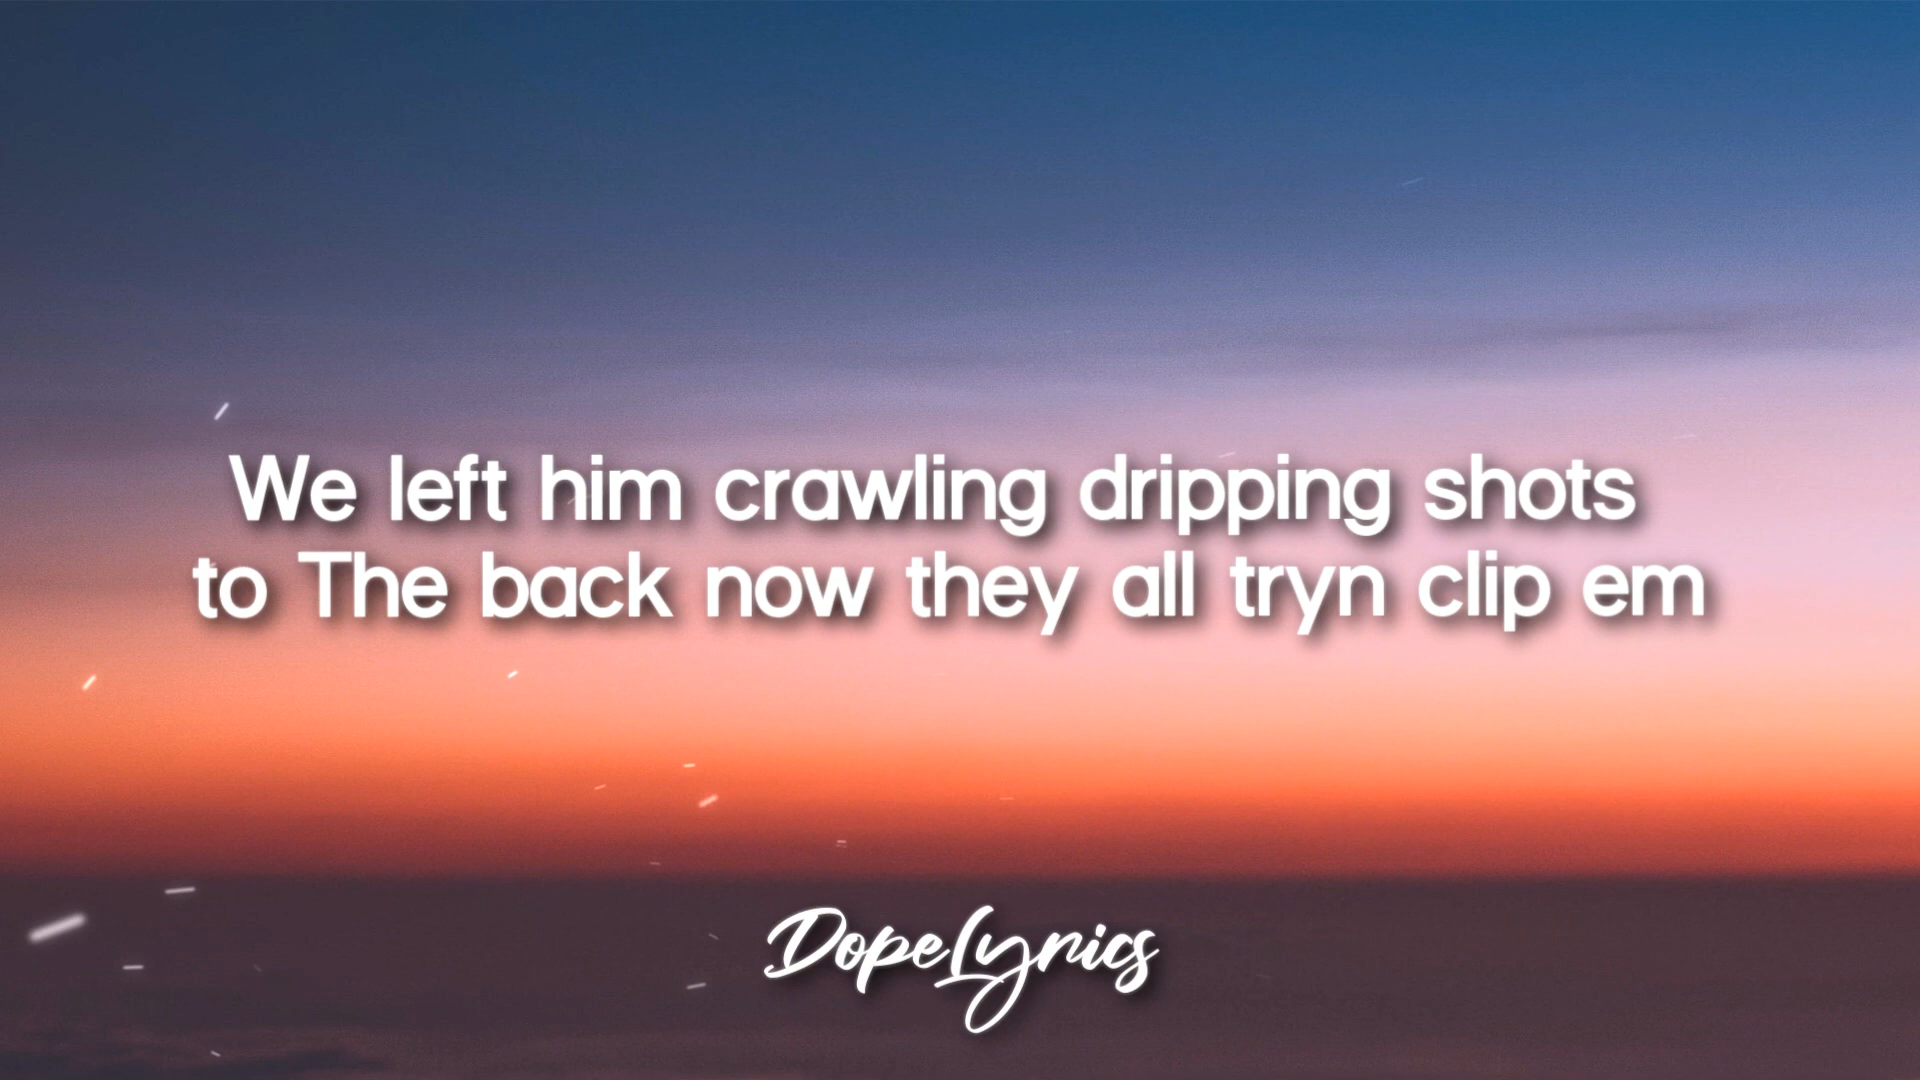 We left him crawling dripping shots
to The back now they all tryn clip em
DopeLyrics